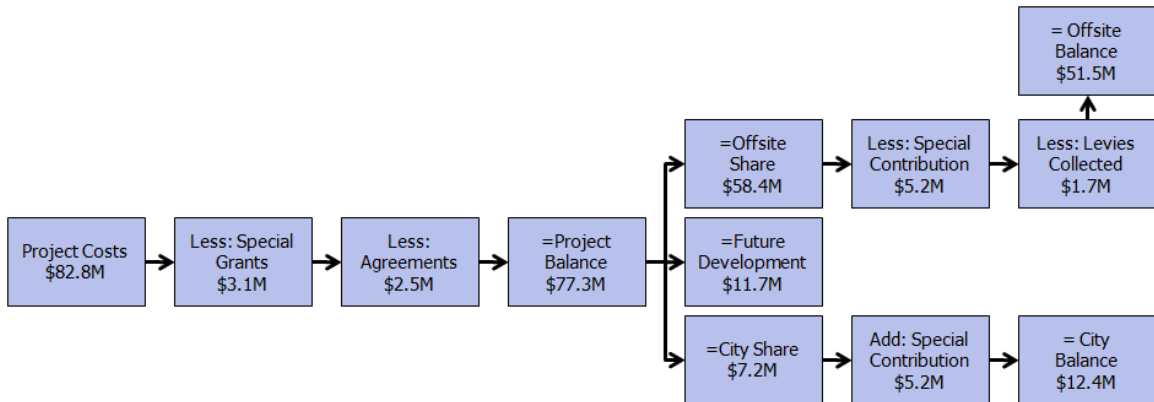 = Offsite
Balance
$51.5M
=Offsite
Share
$58.4M
Less: Special
Contribution
$5.2M
Less: Levies
Collected
$1.7M
Project Costs
$82.8M
Less: Special
Grants
$3.1M
Less:
Agreements
$2.5M
=Project
Balance
$77.3M
=Future
Development
$11.7M
=City Share
$7.2M
Add: Special
Contribution
$5.2M
= City
Balance
$12.4M